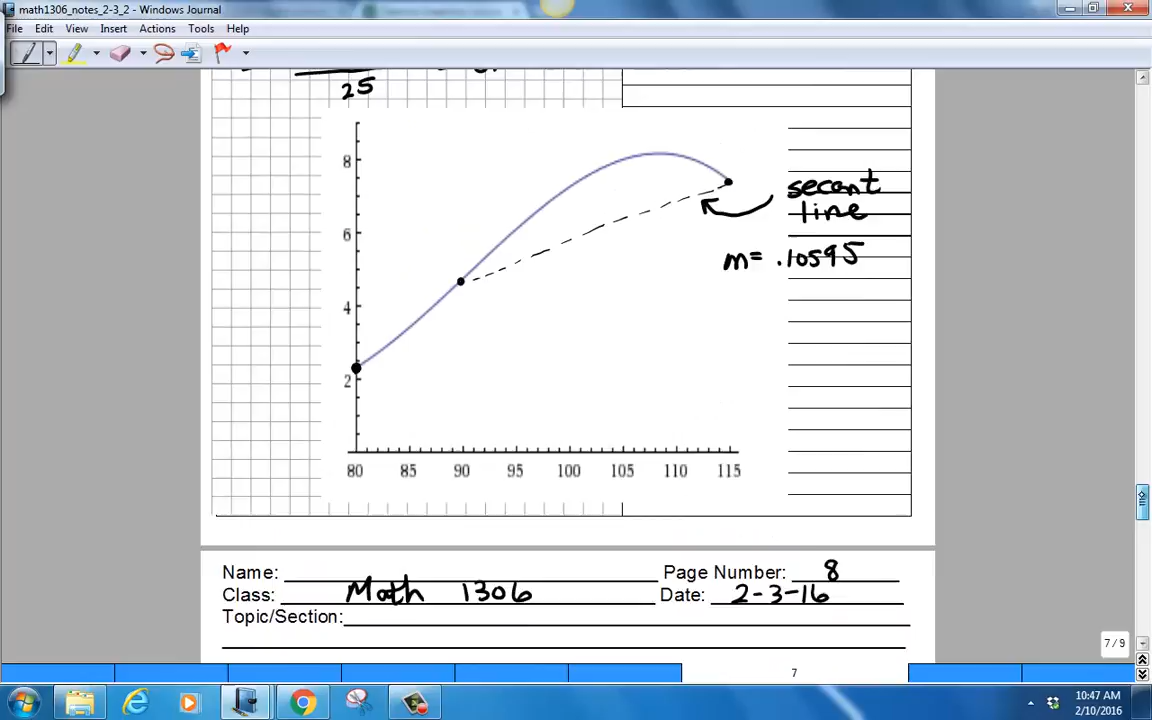 math1306_notes_2-3_2 - Windows Journal
File Edit View Insert Actions Tools Help
25
8
6
4
2
80 85 90 95 100 105 110 115
secant
line
m= .10595
Name: Page Number: 8
Class: Math 1306 Date: 2-3-16
Topic/Section:
7/9
7
10:47 AM
2/10/2016